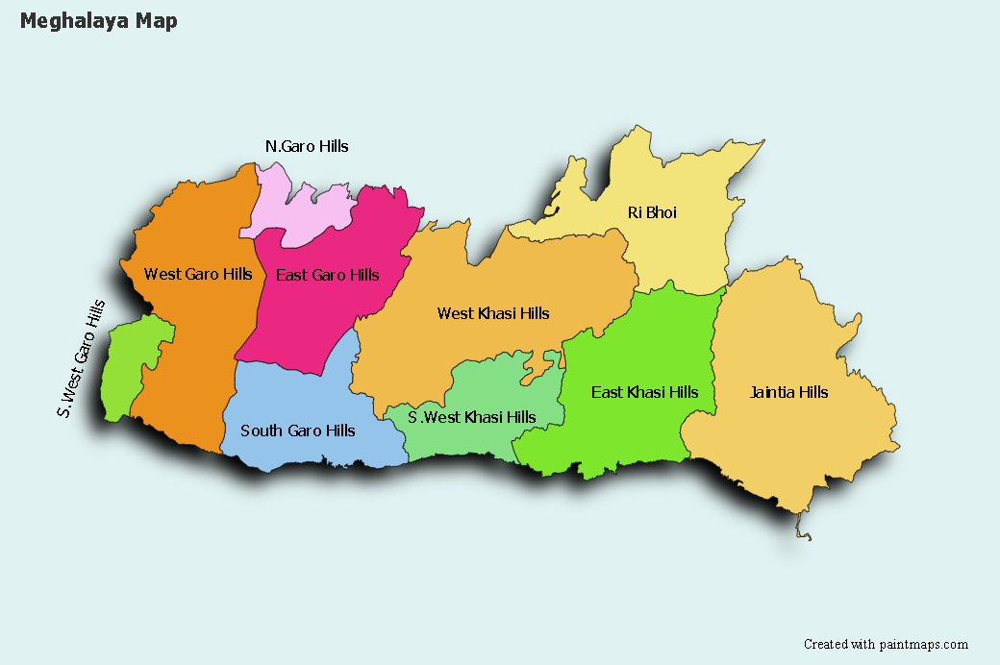 Meghalaya Map
N.Garo Hills
Ri Bhoi
West Garo Hills
East Garo Hills
West Khasi Hills
S.West Garo Hills
East Khasi Hills
Jaintia Hills
S .West Khasi Hills
South Garo Hills
Created with paintmaps.com